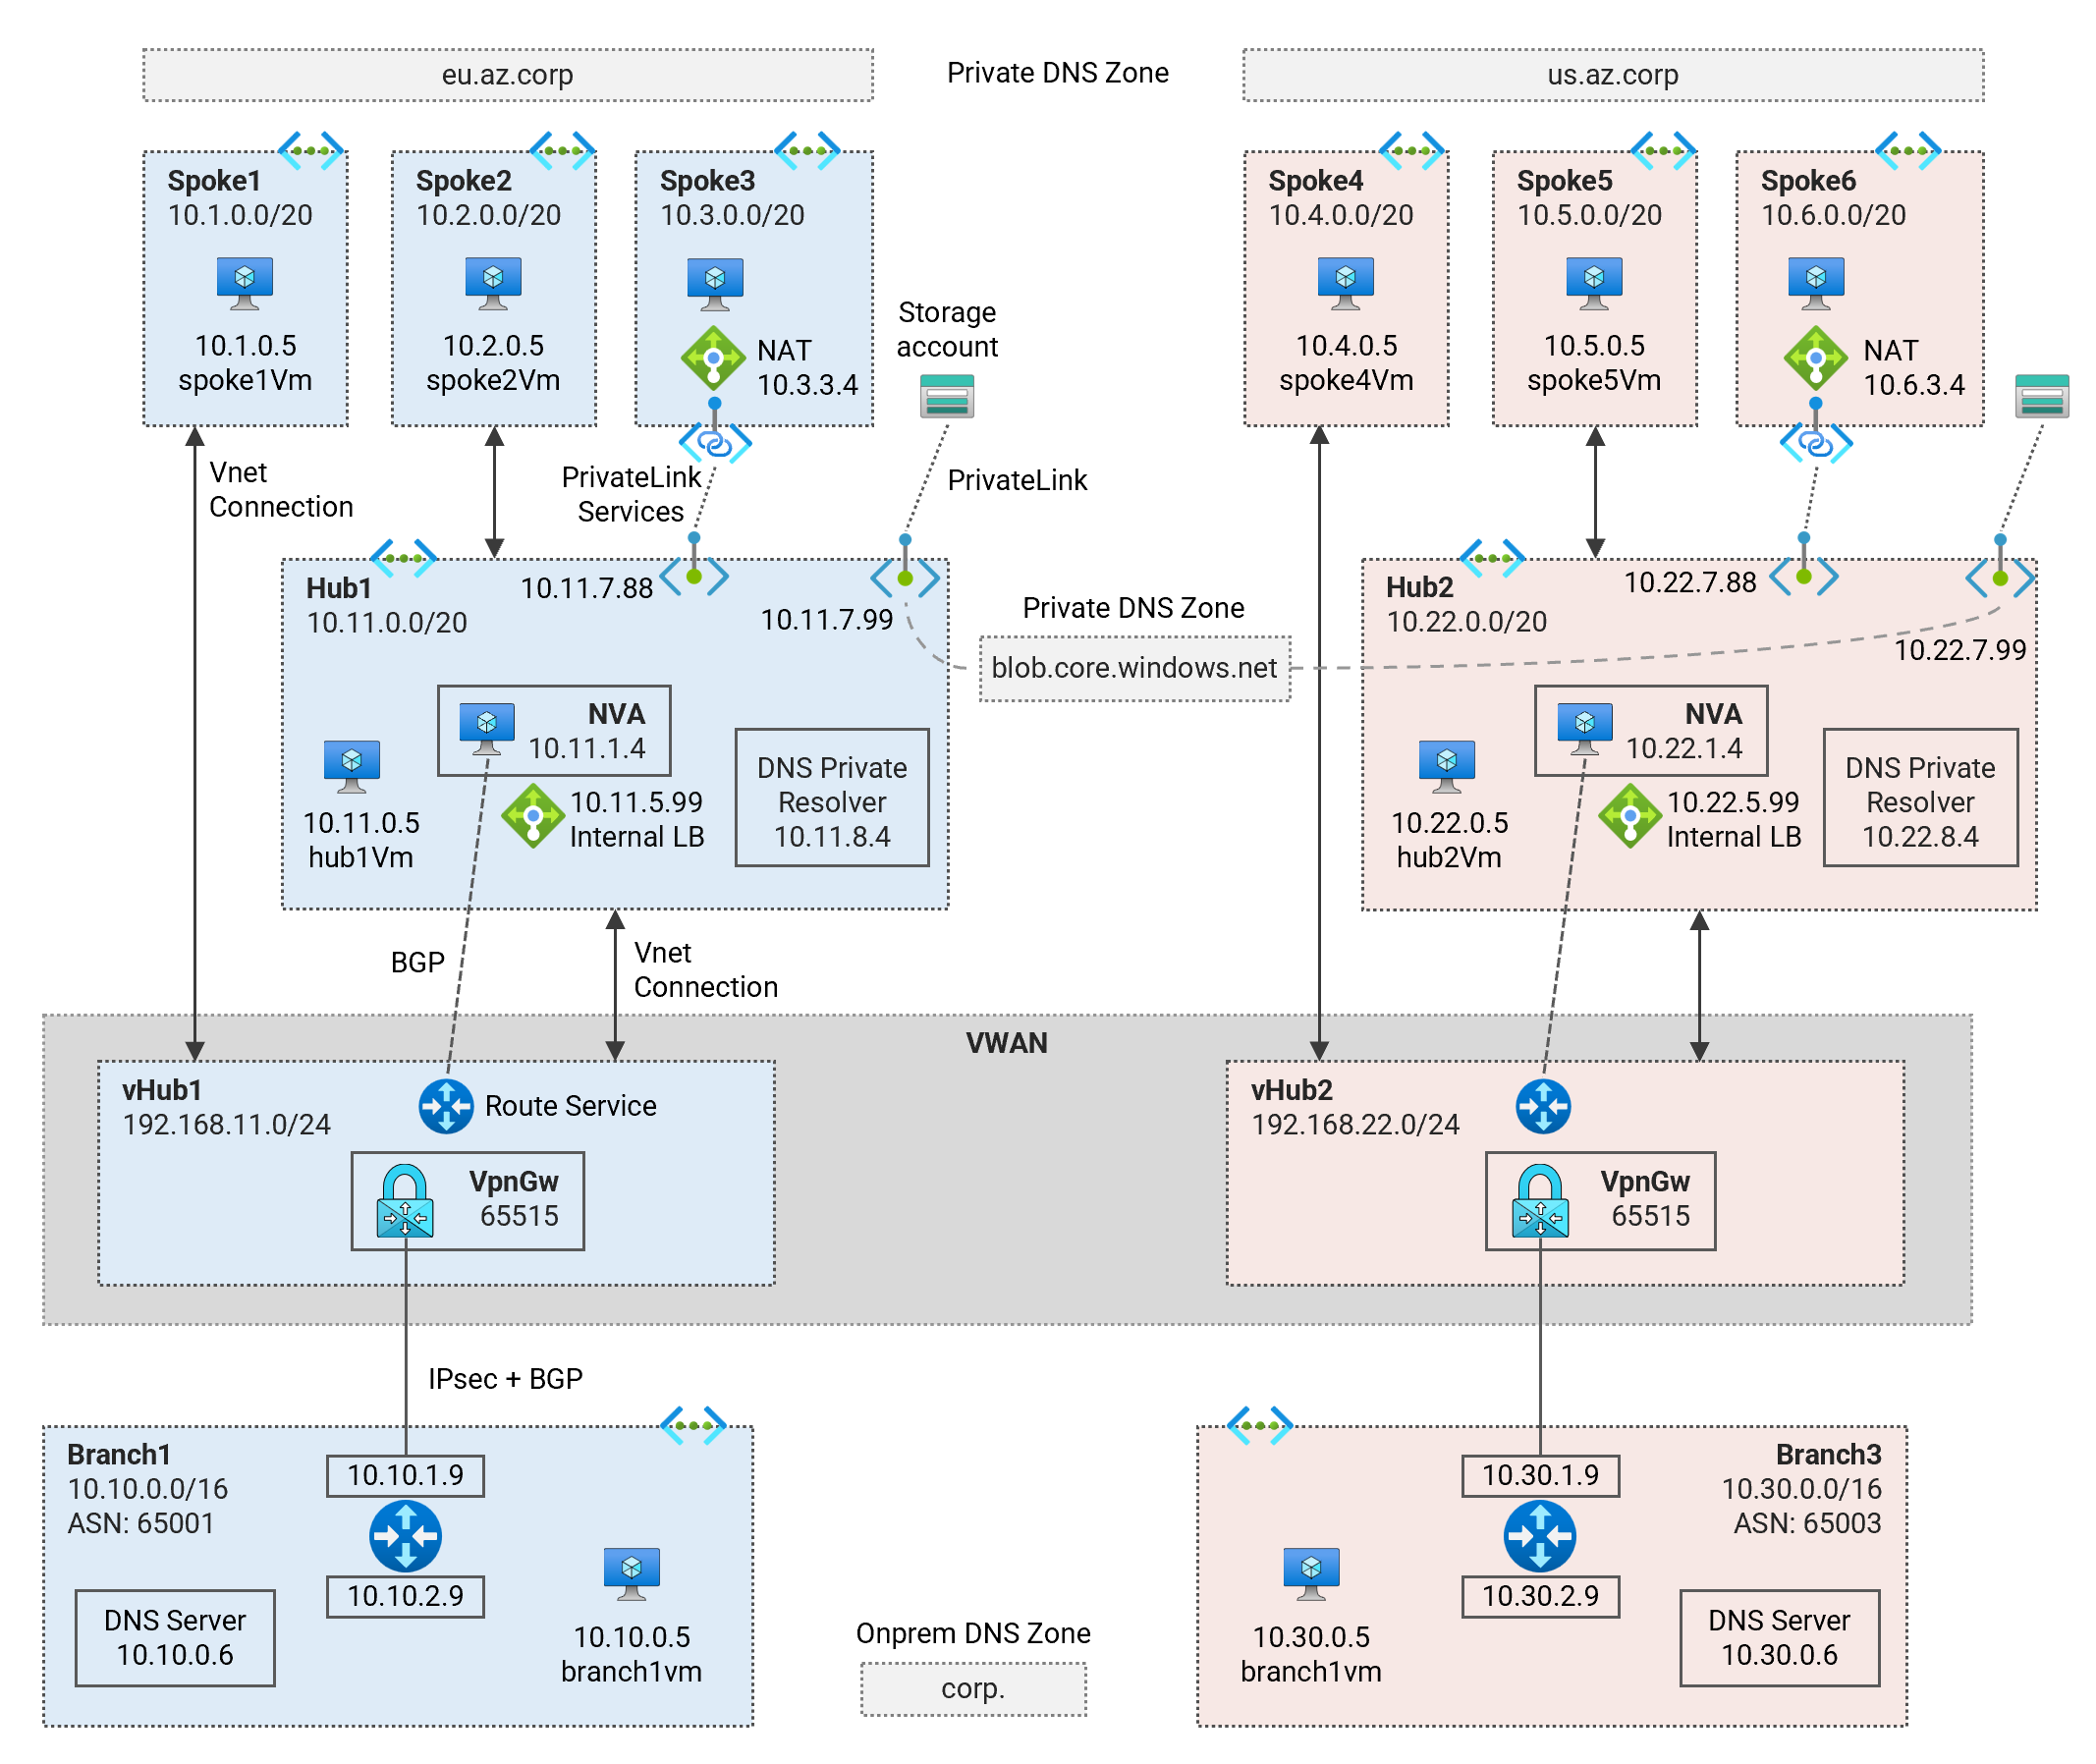 eu.az.corp
Private DNS Zone
us.az.corp
Spoke1
10.1.0.0/20
10.1.0.5
spoke1Vm
Spoke2
10.2.0.0/20
10.2.0.5
spoke2Vm
Spoke3
10.3.0.0/20
NAT
10.3.3.4
Storage
account
Spoke4
10.4.0.0/20
10.4.0.5
spoke4Vm
Spoke5
10.5.0.0/20
10.5.0.5
spoke5Vm
Spoke6
10.6.0.0/20
NAT
10.6.3.4
Vnet
Connection
PrivateLink
Services
PrivateLink
Hub1
10.11.0.0/20
10.11.7.88
10.11.7.99
NVA
10.11.1.4
10.11.0.5
hub1Vm
10.11.5.99
Internal LB
DNS Private
Resolver
10.11.8.4
Private DNS Zone
blob.core.windows.net
Hub2
10.22.0.0/20
10.22.7.88
10.22.7.99
NVA
10.22.1.4
10.22.0.5
hub2Vm
10.22.5.99
Internal LB
DNS Private
Resolver
10.22.8.4
BGP
Vnet
Connection
VWAN
vHub1
192.168.11.0/24
Route Service
VpnGw
65515
vHub2
192.168.22.0/24
VpnGw
65515
IPsec + BGP
Branch1
10.10.0.0/16
ASN: 65001
10.10.1.9
10.10.2.9
DNS Server
10.10.0.6
10.10.0.5
branch1vm
Onprem DNS Zone
corp.
Branch3
10.30.0.0/16
ASN: 65003
10.30.1.9
10.30.2.9
10.30.0.5
branch1vm
DNS Server
10.30.0.6